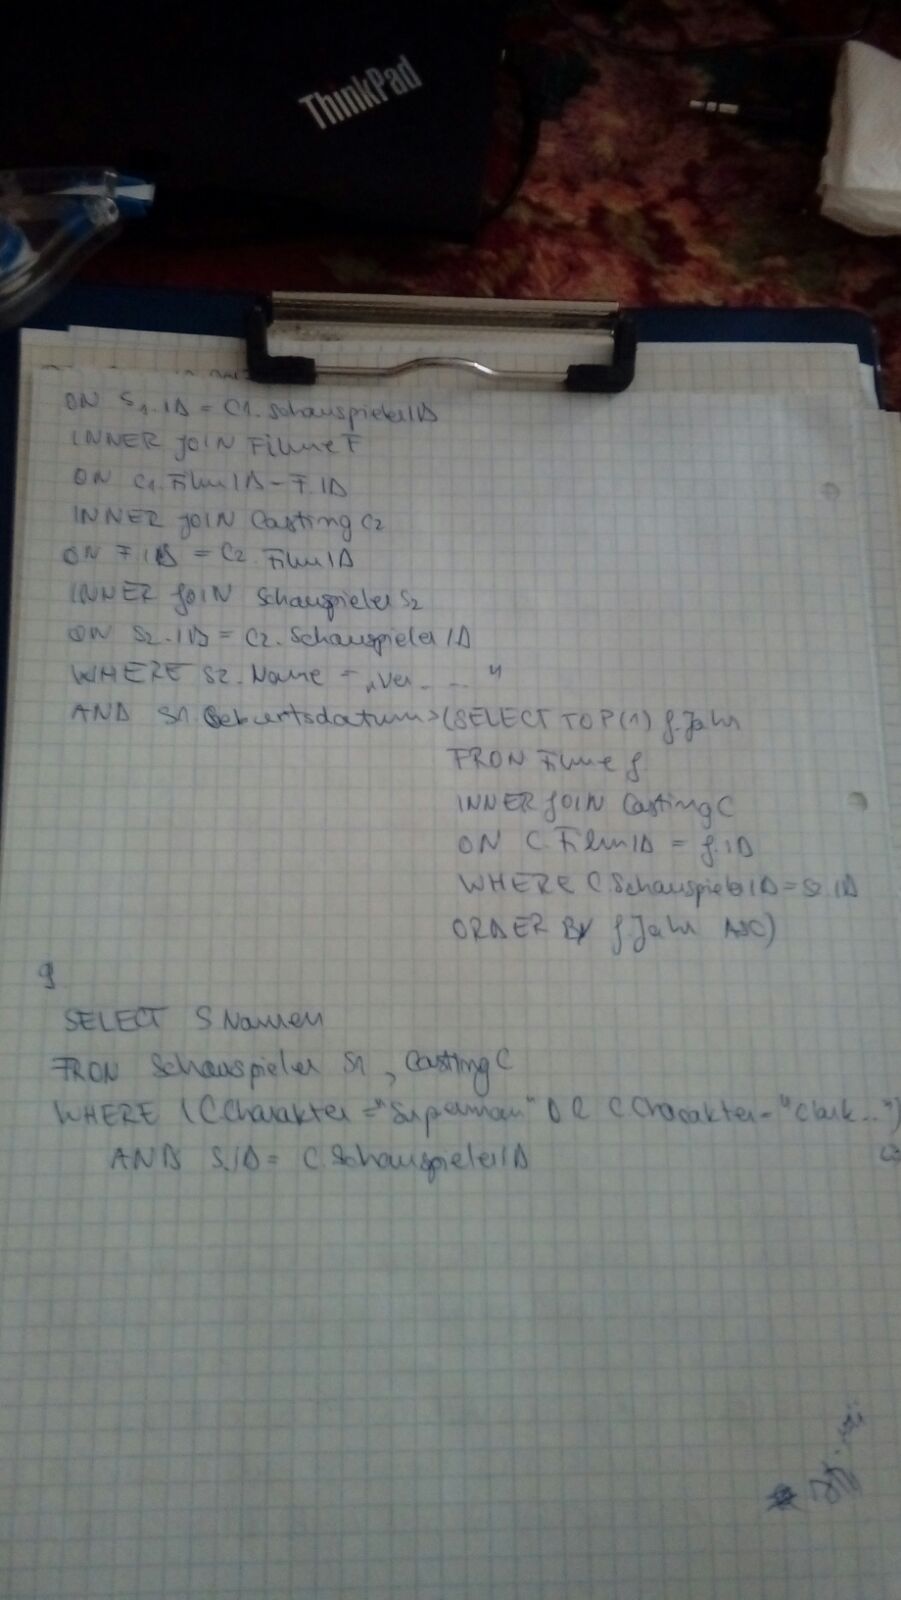 ThinkPad
ON S1.ID = C1.SchauspielerID
INNER JOIN Filme F
ON C1.FilmID = F.ID
INNER JOIN Casting C2
ON F.ID = C2.FilmID
INNER JOIN Schauspieler S2
ON S2.ID = C2.SchauspielerID
WHERE S2.Name = „Ver... ..."
AND S1.Geburtsdatum > (SELECT TOP(1) f.Jahr
FROM Filme f
INNER JOIN Casting C
ON C.FilmID = f.ID
WHERE C.SchauspielerID = S2.ID
ORDER BY f.Jahr ASC)
g
SELECT S.Namen
FROM Schauspieler S1, Casting C
WHERE (C.Charakter = "Superman" OR C.Charakter = "Clark..")
AND S.ID = C.SchauspielerID